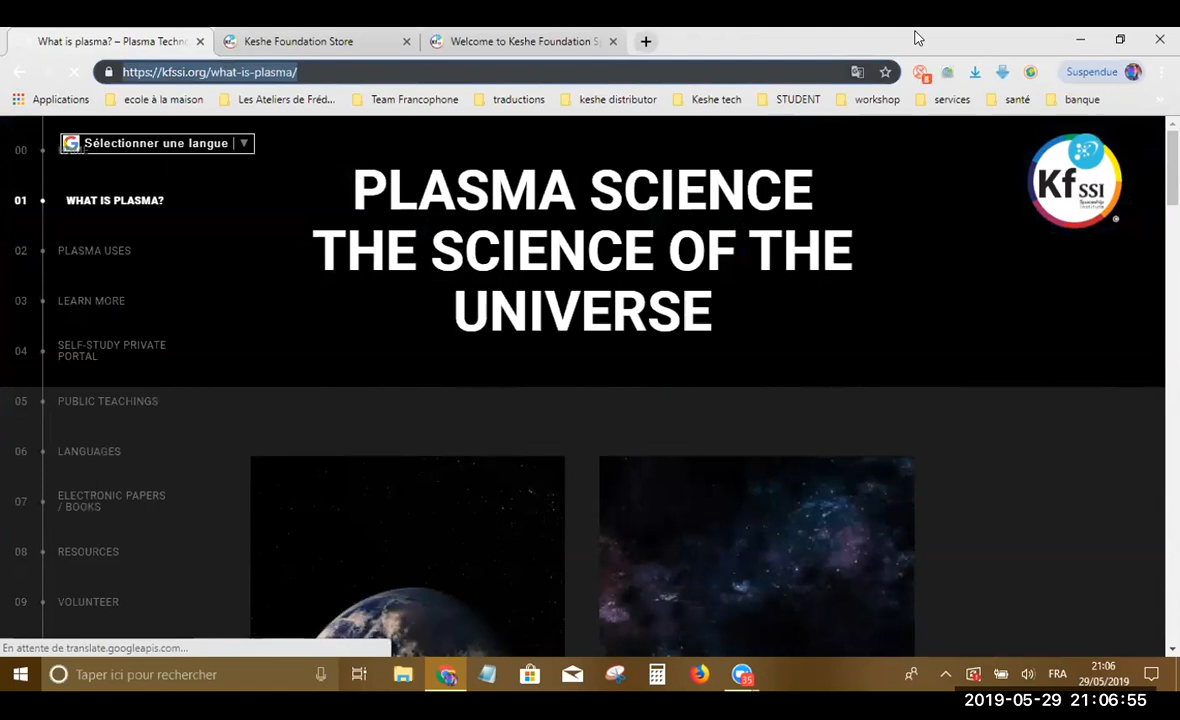 What is plasma? – Plasma Techn
Keshe Foundation Store
Welcome to Keshe Foundation S
https://kfssi.org/what-is-plasma/
Suspendue
Applications
ecole à la maison
Les Ateliers de Fréd...
Team Francophone
traductions
keshe distributor
Keshe tech
STUDENT
workshop
services
santé
banque
Sélectionner une langue
00
01 WHAT IS PLASMA?
02 PLASMA USES
03 LEARN MORE
04 SELF-STUDY PRIVATE
PORTAL
05 PUBLIC TEACHINGS
06 LANGUAGES
07 ELECTRONIC PAPERS
/ BOOKS
08 RESOURCES
09 VOLUNTEER
PLASMA SCIENCE
THE SCIENCE OF THE
UNIVERSE
Kf SSI
En attente de translate.googleapis.com...
Taper ici pour rechercher
35
FRA
21:06
29/05/2019
2019-05-29 21:06:55